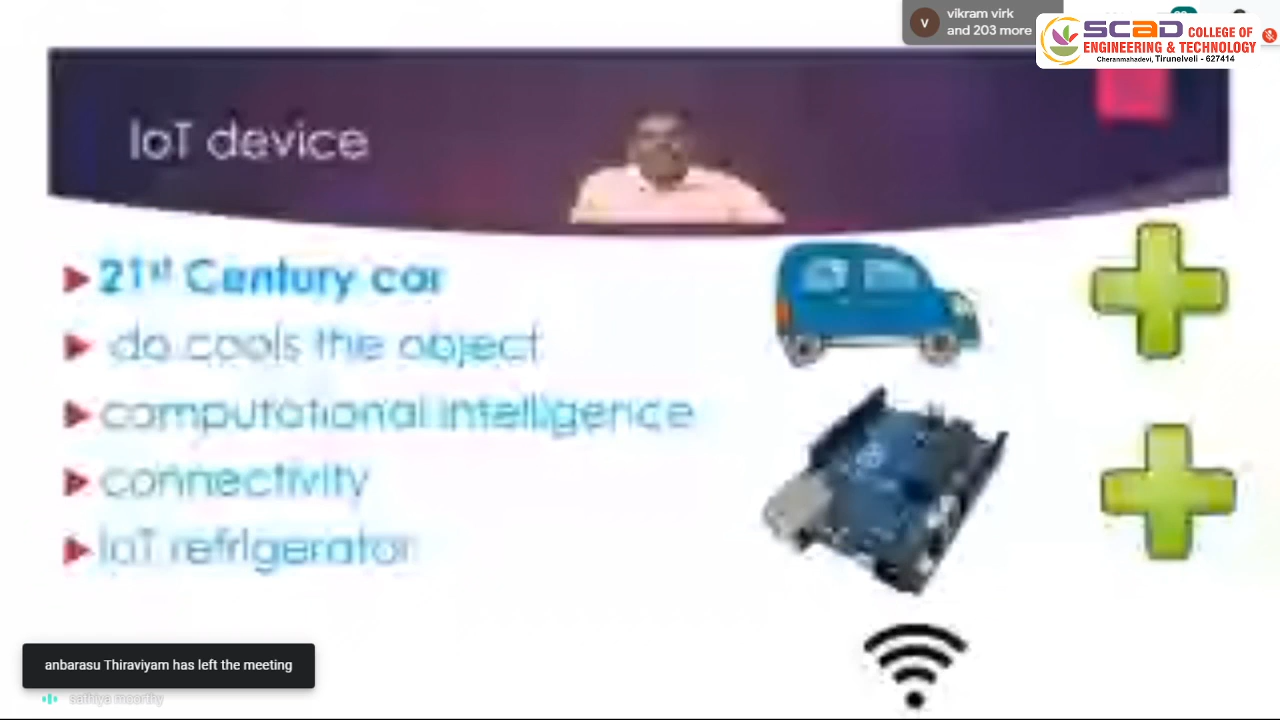 vikram virk
and 203 more
V
SCAD COLLEGE OF
ENGINEERING & TECHNOLOGY
Cheranmahadevi, Tirunelveli - 627414
IoT device
21st Century car
do cools the object
computational intelligence
connectivity
IoT refrigerator
anbarasu Thiraviyam has left the meeting
sathiya moorthy